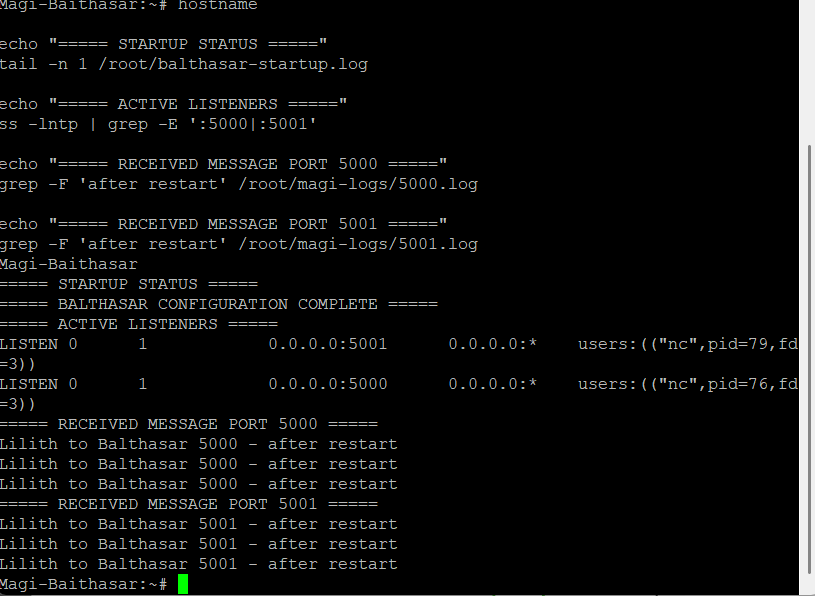 Magi-Baithasar:~# hostname
echo "===== STARTUP STATUS ====="
tail -n 1 /root/balthasar-startup.log
echo "===== ACTIVE LISTENERS ====="
ss -lntp | grep -E ':5000|:5001'
echo "===== RECEIVED MESSAGE PORT 5000 ====="
grep -F 'after restart' /root/magi-logs/5000.log
echo "===== RECEIVED MESSAGE PORT 5001 ====="
grep -F 'after restart' /root/magi-logs/5001.log
Magi-Baithasar
===== STARTUP STATUS =====
===== BALTHASAR CONFIGURATION COMPLETE =====
===== ACTIVE LISTENERS =====
LISTEN 0      1            0.0.0.0:5001      0.0.0.0:*    users:(("nc",pid=79,fd
=3))
LISTEN 0      1            0.0.0.0:5000      0.0.0.0:*    users:(("nc",pid=76,fd
=3))
===== RECEIVED MESSAGE PORT 5000 =====
Lilith to Balthasar 5000 - after restart
Lilith to Balthasar 5000 - after restart
Lilith to Balthasar 5000 - after restart
===== RECEIVED MESSAGE PORT 5001 =====
Lilith to Balthasar 5001 - after restart
Lilith to Balthasar 5001 - after restart
Lilith to Balthasar 5001 - after restart
Magi-Baithasar:~#